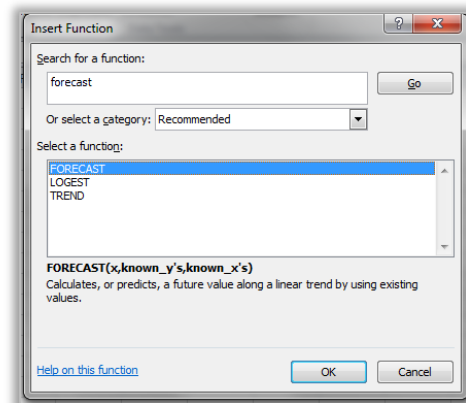 Insert Function
Search for a function:
forecast
Go
Or select a category: Recommended
Select a function:
FORECAST
LOGEST
TREND
FORECAST(x,known_y's,known_x's)
Calculates, or predicts, a future value along a linear trend by using existing
values.
Help on this function
OK Cancel